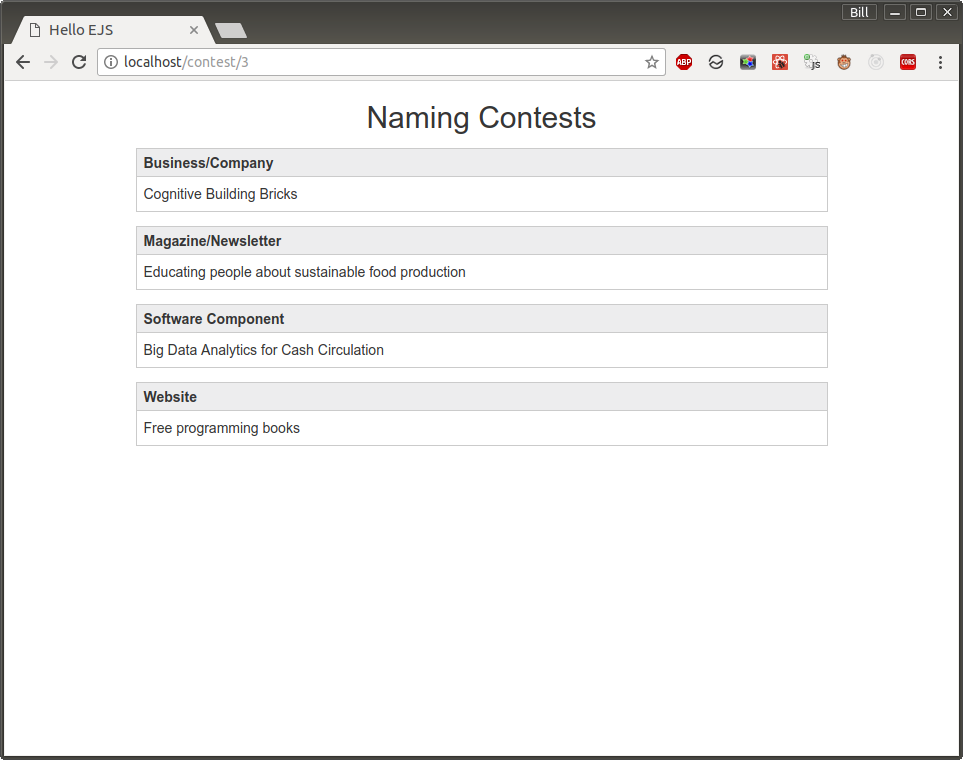 Bill
Hello EJS
localhost/contest/3
ABP
JS
CORS
Naming Contests
Business/Company
Cognitive Building Bricks
Magazine/Newsletter
Educating people about sustainable food production
Software Component
Big Data Analytics for Cash Circulation
Website
Free programming books